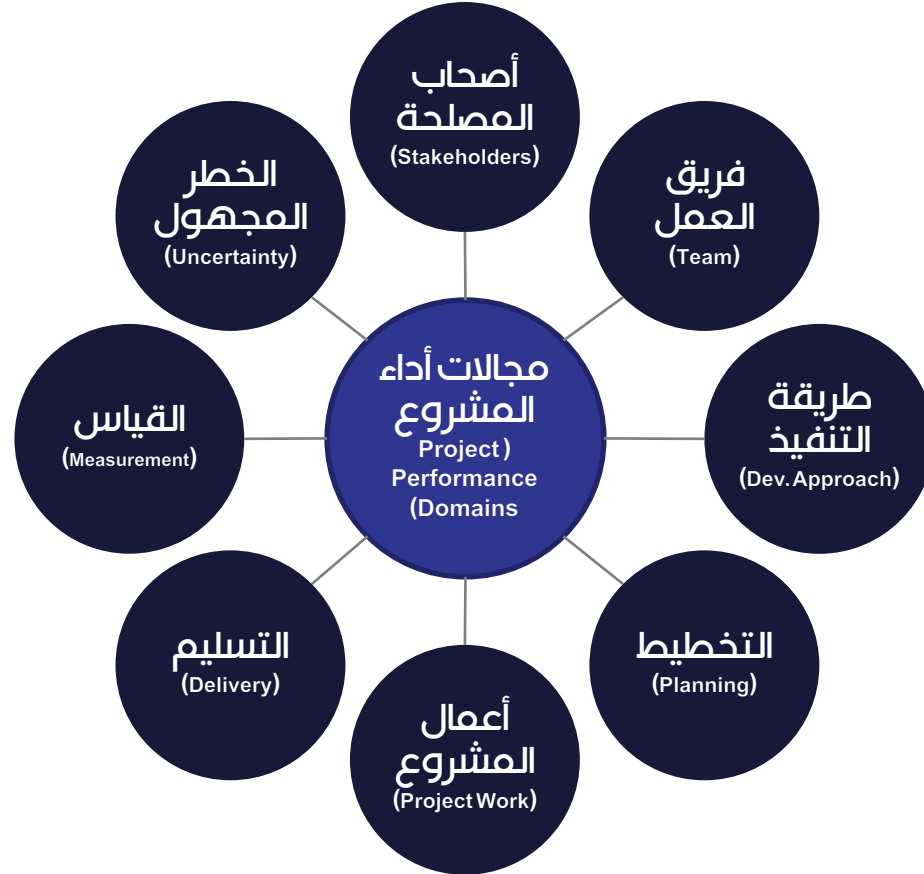 أصحاب
المصلحة
(Stakeholders)
فريق
العمل
(Team)
طريقة
التنفيذ
(Dev. Approach)
التخطيط
(Planning)
أعمال
المشروع
(Project Work)
التسليم
(Delivery)
القياس
(Measurement)
الخطر
المجهول
(Uncertainty)
مجالات أداء
المشروع
Project )
Performance
(Domains